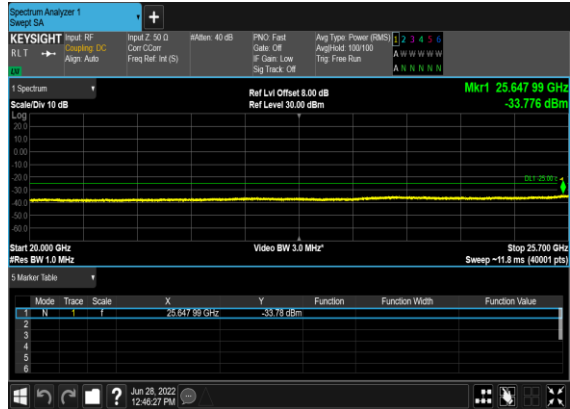 Spectrum Analyzer 1
Swept SA
+
KEYSIGHT Input: RF Input Z: 50 Ω #Atten: 40 dB PNO: Fast Avg Type: Power (RMS) 1 2 3 4 5 6
RLT Coupling: DC Corr CCorr Gate: Off Avg|Hold: 100/100 A W W W W W
Align: Auto Freq Ref: Int (S) IF Gain: Low Trig: Free Run
Sig Track: Off A N N N N N
1 Spectrum Ref Lvl Offset 8.00 dB Mkr1 25.647 99 GHz
Scale/Div 10 dB Ref Level 30.00 dBm -33.776 dBm
Log
20.0
10.0
0.00
-10.0
-20.0
-30.0
-40.0
-50.0
-60.0
Start 20.000 GHz Video BW 3.0 MHz* Stop 25.700 GHz
#Res BW 1.0 MHz Sweep ~11.8 ms (40001 pts)
5 Marker Table
Mode Trace Scale X Y Function Function Width Function Value
1 N 1 f 25.647 99 GHz -33.78 dBm
2
3
4
5
6
? Jun 28, 2022
12:46:27 PM